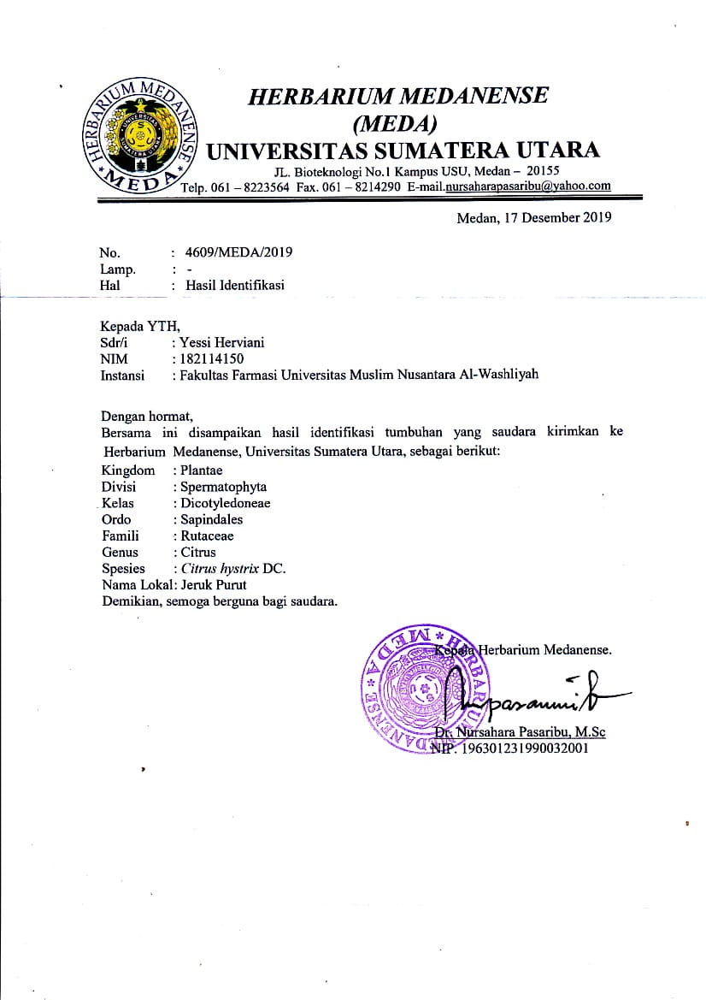 HERBARIUM MEDANENSE
MEDA
UNIVERSITAS
SUMATERA UTARA
HERBARIUM MEDANENSE
(MEDA)
UNIVERSITAS SUMATERA UTARA
JL. Bioteknologi No.1 Kampus USU, Medan – 20155
Telp. 061 – 8223564 Fax. 061 – 8214290 E-mail.nursaharapasaribu@yahoo.com
Medan, 17 Desember 2019
No. : 4609/MEDA/2019
Lamp. : -
Hal : Hasil Identifikasi
Kepada YTH,
Sdr/i : Yessi Herviani
NIM : 182114150
Instansi : Fakultas Farmasi Universitas Muslim Nusantara Al-Washliyah
Dengan hormat,
Bersama ini disampaikan hasil identifikasi tumbuhan yang saudara kirimkan ke
Herbarium Medanense, Universitas Sumatera Utara, sebagai berikut:
Kingdom : Plantae
Divisi : Spermatophyta
Kelas : Dicotyledoneae
Ordo : Sapindales
Famili : Rutaceae
Genus : Citrus
Spesies : Citrus hystrix DC.
Nama Lokal: Jeruk Purut
Demikian, semoga berguna bagi saudara.
Kepala Herbarium Medanense.
HERBARIUM MEDANENSE
MEDA
Dr. Nursahara Pasaribu, M.Sc
NIP. 196301231990032001